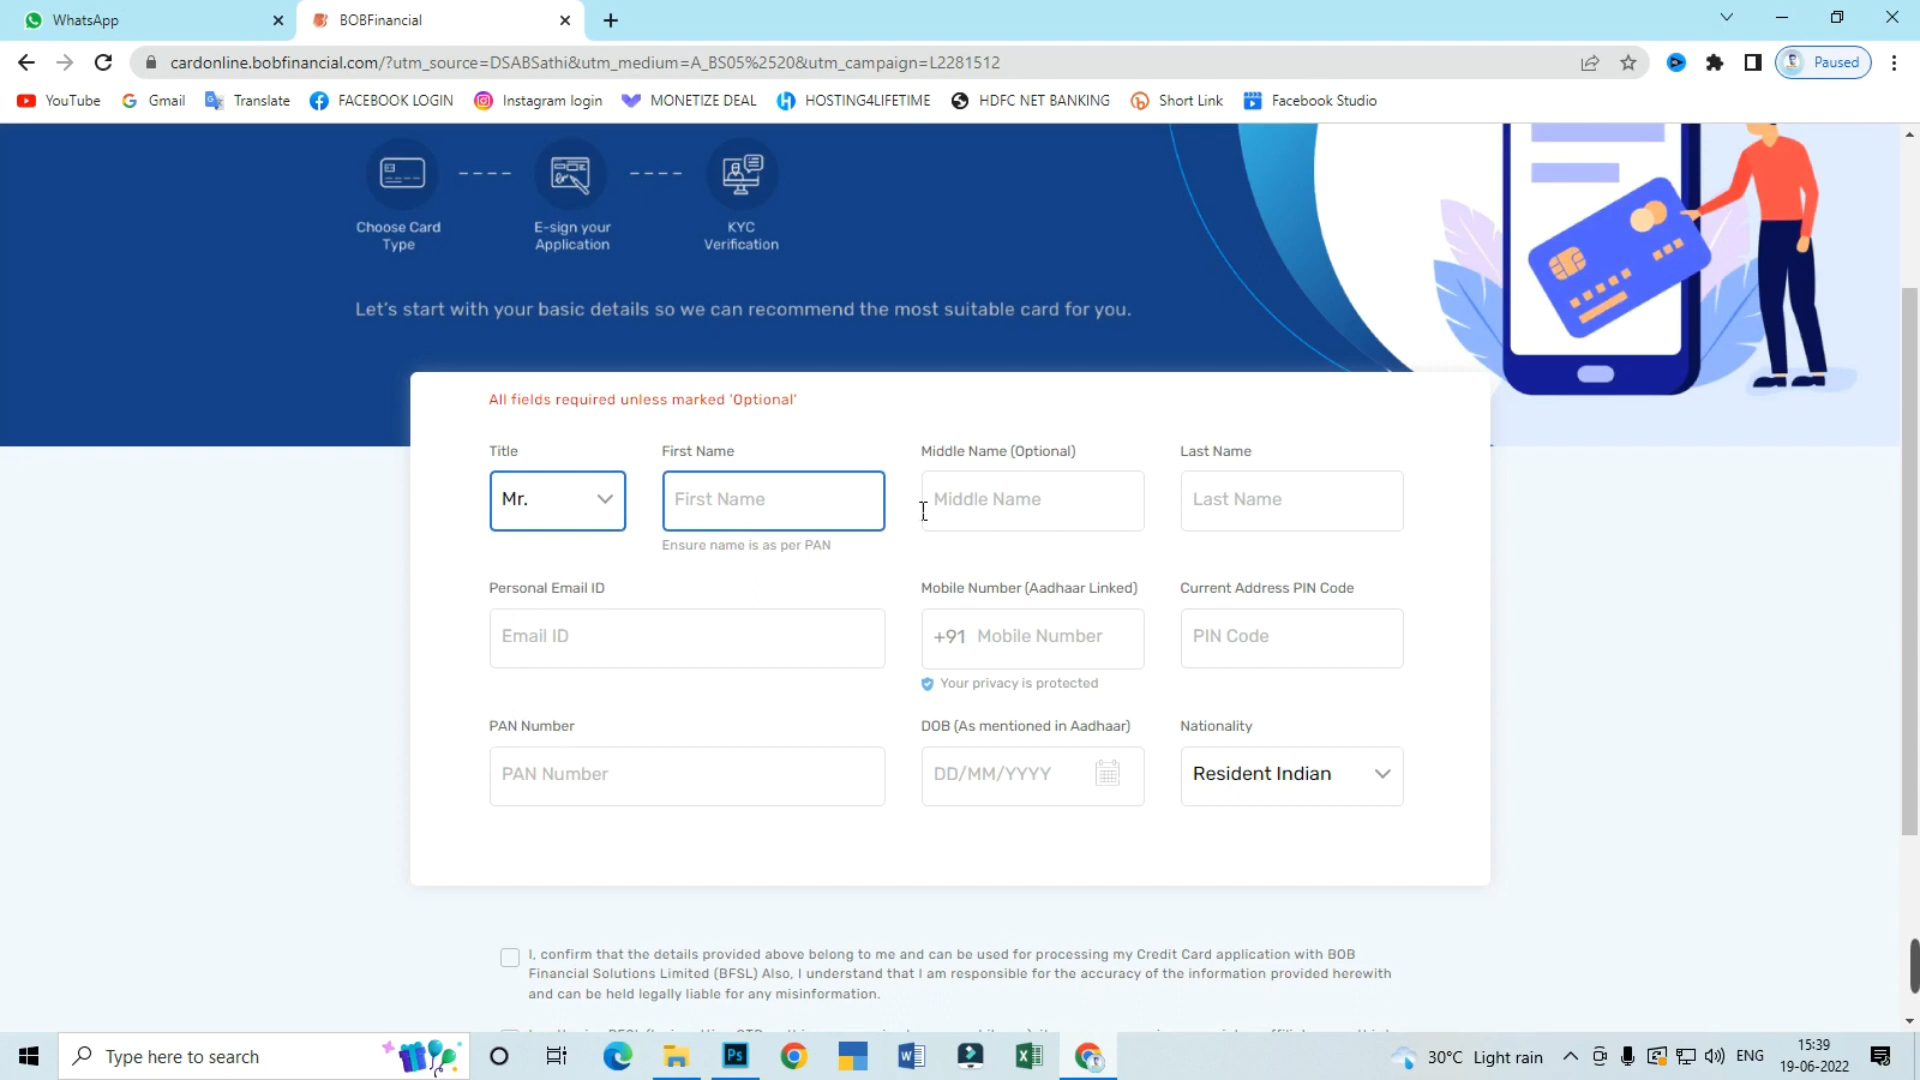 WhatsApp
BOBFinancial
cardonline.bobfinancial.com/?utm_source=DSABSathi&utm_medium=A_BS05%2520&utm_campaign=L2281512
Paused
YouTube
Gmail
Translate
FACEBOOK LOGIN
Instagram login
MONETIZE DEAL
HOSTING4LIFETIME
HDFC NET BANKING
Short Link
Facebook Studio
Choose Card
Type
E-sign your
Application
KYC
Verification
Let's start with your basic details so we can recommend the most suitable card for you.
All fields required unless marked 'Optional'
Title
First Name
Middle Name (Optional)
Last Name
Mr.
First Name
Middle Name
Last Name
Ensure name is as per PAN
Personal Email ID
Mobile Number (Aadhaar Linked)
Current Address PIN Code
Email ID
+91 Mobile Number
PIN Code
Your privacy is protected
PAN Number
DOB (As mentioned in Aadhaar)
Nationality
PAN Number
DD/MM/YYYY
Resident Indian
I, confirm that the details provided above belong to me and can be used for processing my Credit Card application with BOB
Financial Solutions Limited (BFSL) Also, I understand that I am responsible for the accuracy of the information provided herewith
and can be held legally liable for any misinformation.
Type here to search
Ps
30°C Light rain
ENG
15:39
19-06-2022